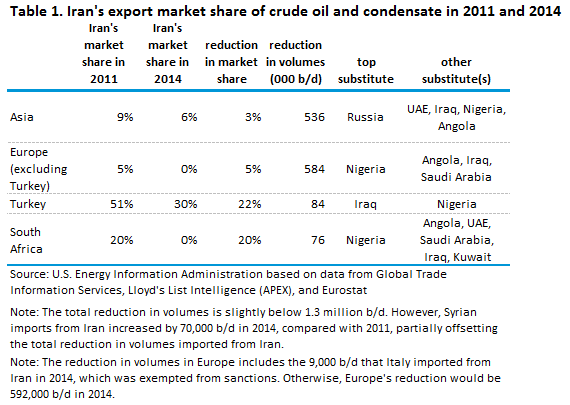 Table 1. Iran's export market share of crude oil and condensate in 2011 and 2014
Iran's market share in 2011 Iran's market share in 2014 reduction in market share reduction in volumes (000 b/d) top substitute other substitute(s)
Asia 9% 6% 3% 536 Russia UAE, Iraq, Nigeria, Angola
Europe (excluding Turkey) 5% 0% 5% 584 Nigeria Angola, Iraq, Saudi Arabia
Turkey 51% 30% 22% 84 Iraq Nigeria
South Africa 20% 0% 20% 76 Nigeria Angola, UAE, Saudi Arabia, Iraq, Kuwait
Source: U.S. Energy Information Administration based on data from Global Trade
Information Services, Lloyd's List Intelligence (APEX), and Eurostat
Note: The total reduction in volumes is slightly below 1.3 million b/d. However, Syrian
imports from Iran increased by 70,000 b/d in 2014, compared with 2011, partially offsetting
the total reduction in volumes imported from Iran.
Note: The reduction in volumes in Europe includes the 9,000 b/d that Italy imported from
Iran in 2014, which was exempted from sanctions. Otherwise, Europe's reduction would be
592,000 b/d in 2014.